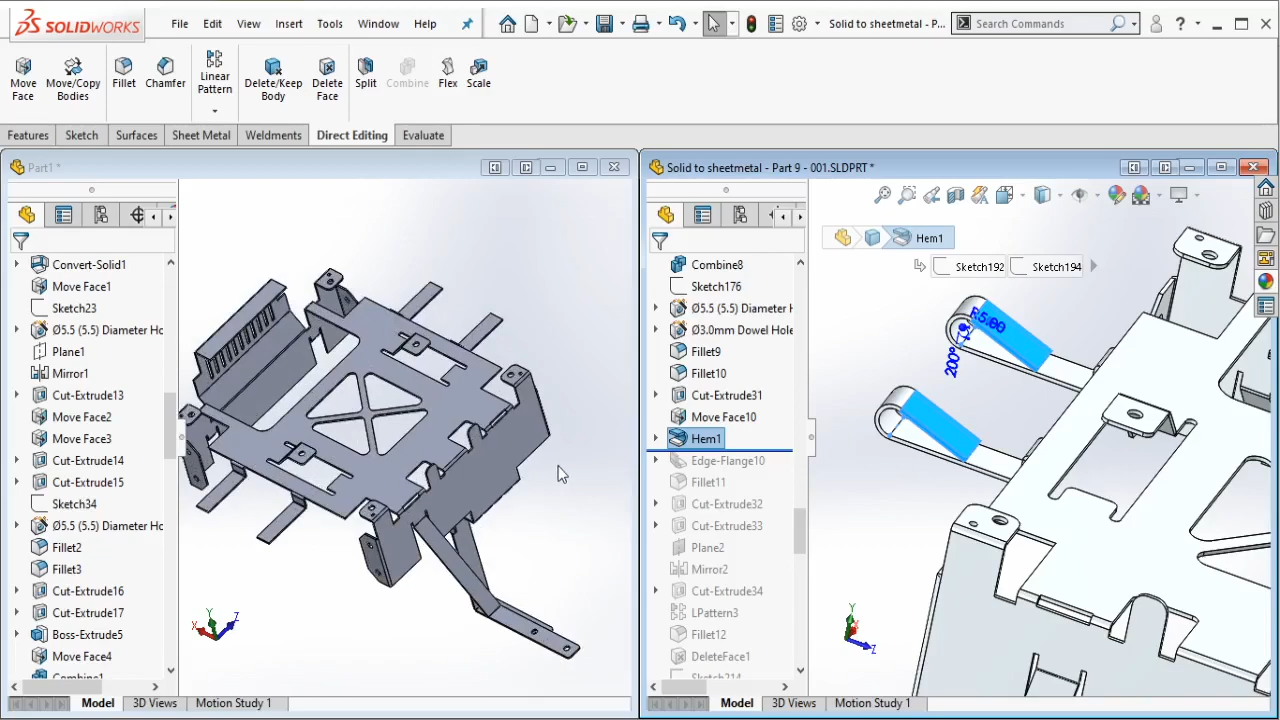 SOLIDWORKS File Edit View Insert Tools Window Help Solid to sheetmetal - P... Search Commands ?
Move Face
Move/Copy Bodies
Fillet
Chamfer
Linear Pattern
Delete/Keep Body
Delete Face
Split
Combine
Flex
Scale
Features Sketch Surfaces Sheet Metal Weldments Direct Editing Evaluate
Part1 *
Convert-Solid1
Move Face1
Sketch23
Ø5.5 (5.5) Diameter Ho
Plane1
Mirror1
Cut-Extrude13
Move Face2
Move Face3
Cut-Extrude14
Cut-Extrude15
Sketch34
Ø5.5 (5.5) Diameter Ho
Fillet2
Fillet3
Cut-Extrude16
Cut-Extrude17
Boss-Extrude5
Move Face4
Combine1
X Y Z
Model 3D Views Motion Study 1
Solid to sheetmetal - Part 9 - 001.SLDPRT *
Combine8
Sketch176
Ø5.5 (5.5) Diameter H
Ø3.0mm Dowel Hole
Fillet9
Fillet10
Cut-Extrude31
Move Face10
Hem1
Edge-Flange10
Fillet11
Cut-Extrude32
Cut-Extrude33
Plane2
Mirror2
Cut-Extrude34
LPattern3
Fillet12
DeleteFace1
Sketch214
Hem1
Sketch192 Sketch194
R5.00
200°
Y
X
Z
Model 3D Views Motion Study 1